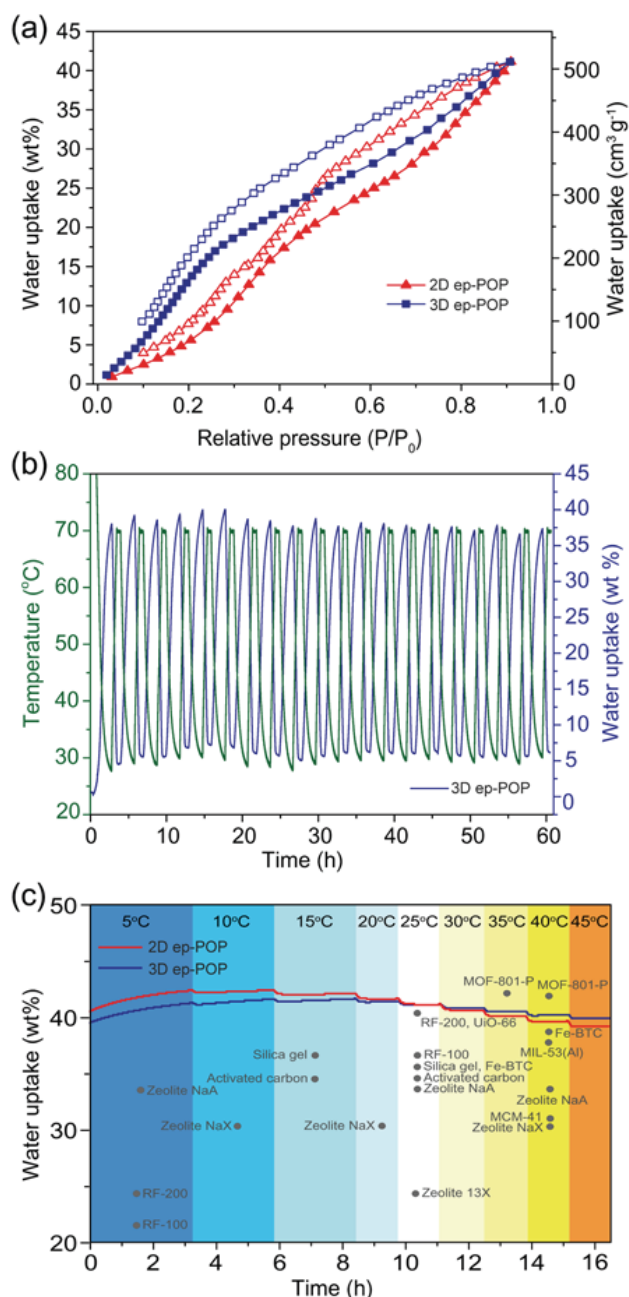 (a)
45
40
35
30
25
20
15
10
5
0
Water uptake (wt%)
500
400
300
200
100
0
Water uptake (cm³ g⁻¹)
2D ep-POP
3D ep-POP
0.0 0.2 0.4 0.6 0.8 1.0
Relative pressure (P/P₀)
(b)
80
70
60
50
40
30
20
Temperature (°C)
45
40
35
30
25
20
15
10
5
0
Water uptake (wt %)
3D ep-POP
0 10 20 30 40 50 60
Time (h)
(c)
50
40
30
20
Water uptake (wt%)
5°C 10°C 15°C 20°C 25°C 30°C 35°C 40°C 45°C
2D ep-POP
3D ep-POP
MOF-801-P MOF-801-P
RF-200, UiO-66
Fe-BTC
MIL-53(Al)
Silica gel
RF-100
Silica gel, Fe-BTC
Activated carbon
Activated carbon
Zeolite NaA
Zeolite NaA
Zeolite NaA
MCM-41
Zeolite NaX
Zeolite NaX
Zeolite NaX
RF-200
Zeolite 13X
RF-100
0 2 4 6 8 10 12 14 16
Time (h)